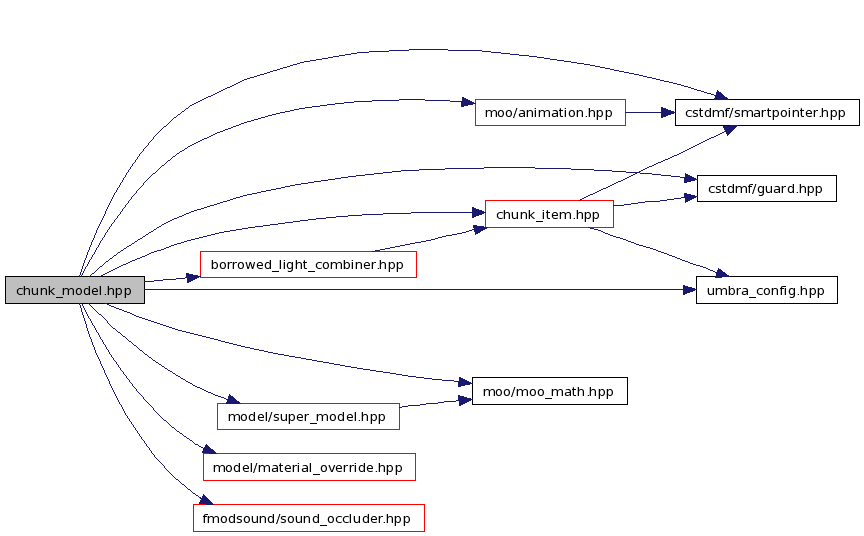 moo/animation.hpp
cstdmf/smartpointer.hpp
cstdmf/guard.hpp
chunk_item.hpp
borrowed_light_combiner.hpp
chunk_model.hpp
umbra_config.hpp
moo/moo_math.hpp
model/super_model.hpp
model/material_override.hpp
fmodsound/sound_occluder.hpp